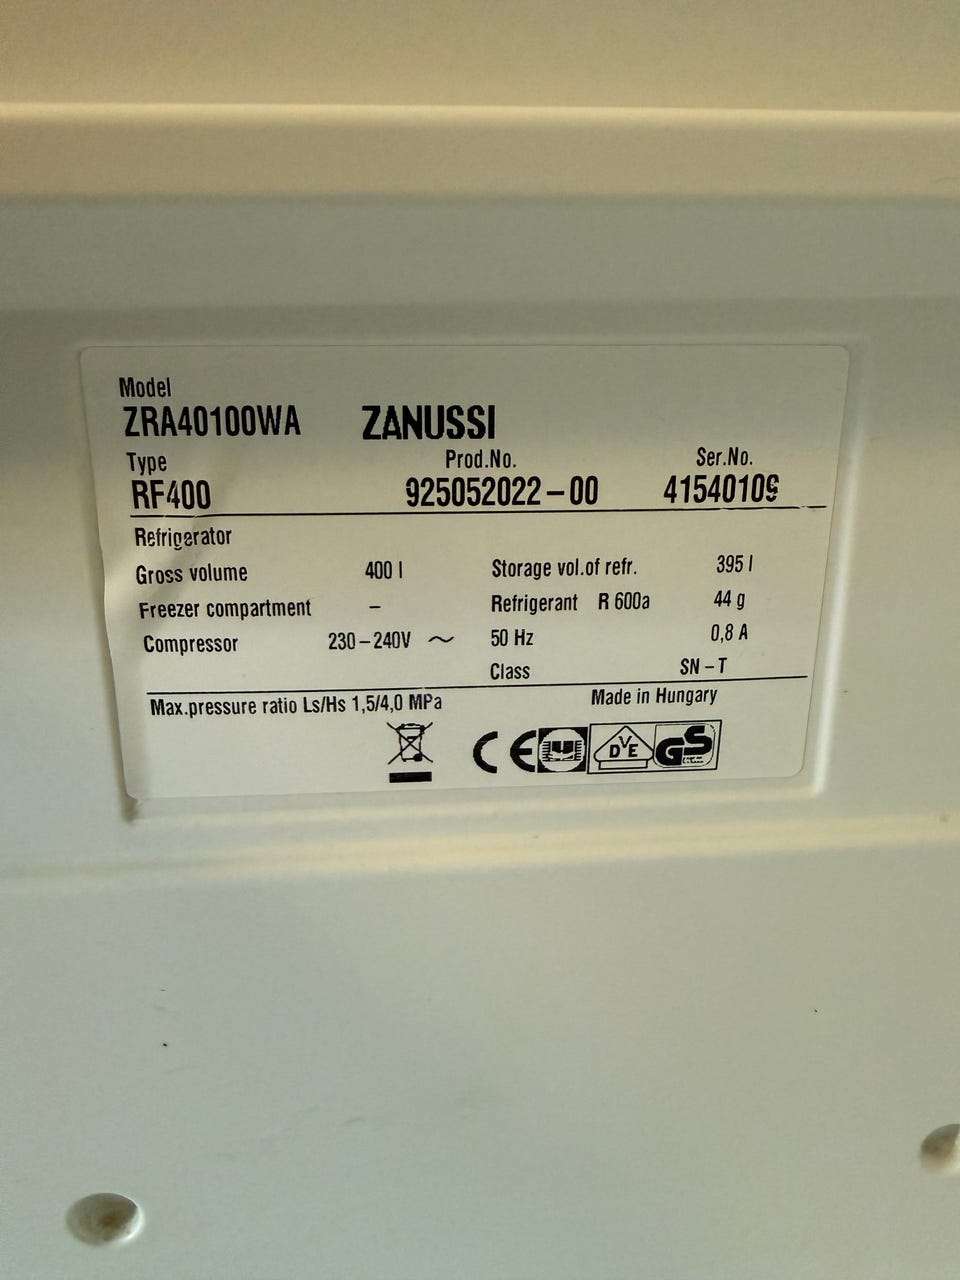 Model
ZRA40100WA ZANUSSI
Type Prod.No. Ser.No.
RF400 925052022-00
Refrigerator
Gross volume 400 l Storage vol.of refr. 395 l
Freezer compartment – Refrigerant R 600a 44 g
Compressor 230-240V ~ 50 Hz 0,8 A
Class SN-T
Max.pressure ratio Ls/Hs 1,5/4,0 MPa Made in Hungary
CE DVE GS